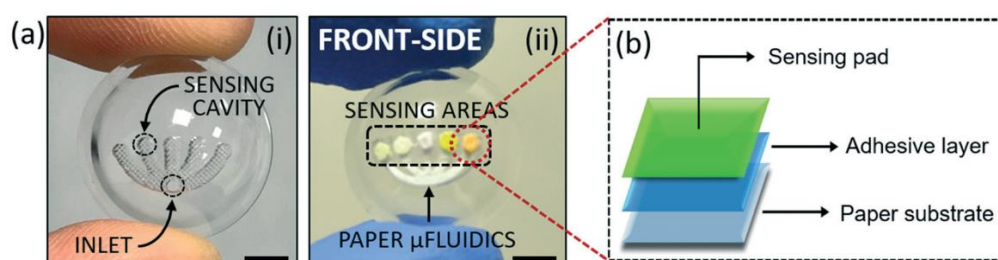 (a)
(i)
SENSING
CAVITY
INLET
FRONT-SIDE
(ii)
SENSING AREAS
PAPER µFLUIDICS
(b)
Sensing pad
Adhesive layer
Paper substrate